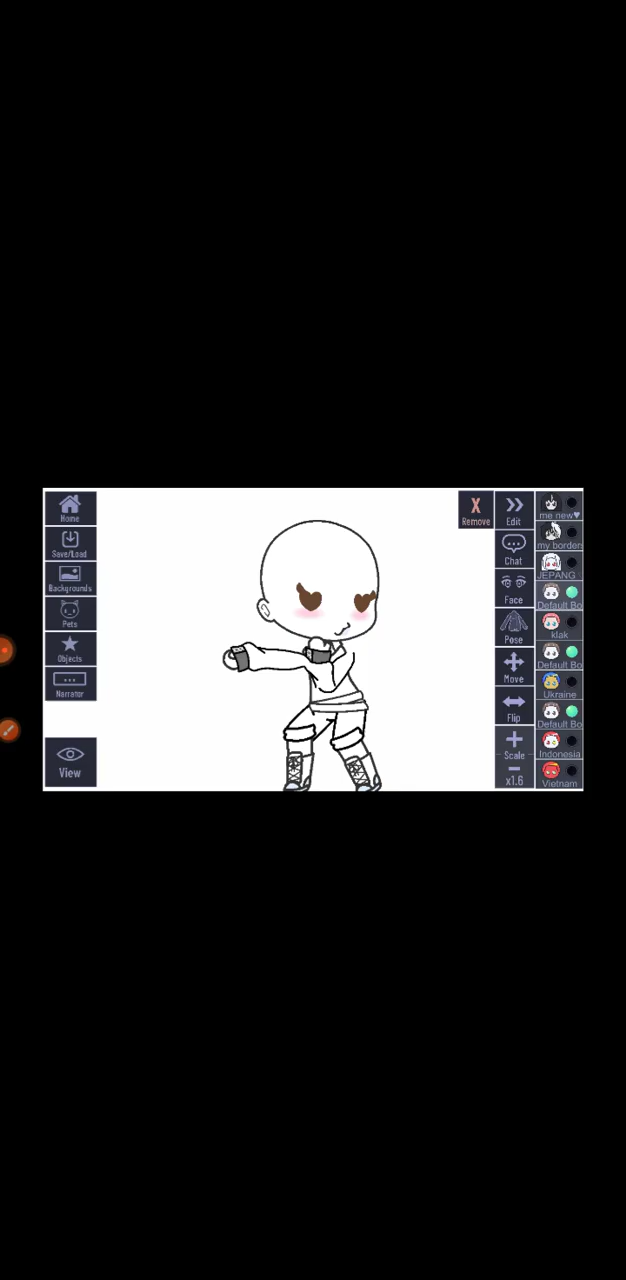 Home
Save/Load
Backgrounds
Pets
Objects
...
Narrator
View
X
Remove
Edit
Chat
Face
Pose
Move
Flip
Scale
x1.6
me new♥
my borders
JEPANG
Default Bo
klak
Default Bo
Ukraine
Default Bo
Indonesia
Vietnam